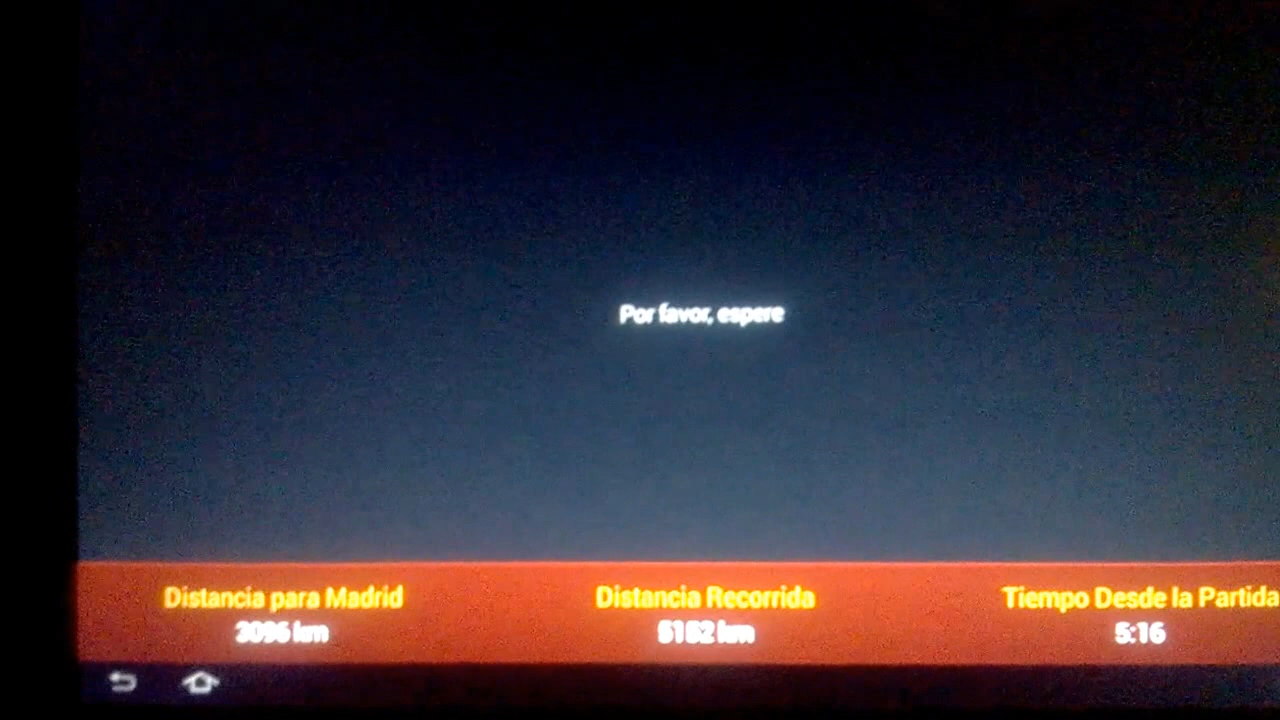 Por favor, espere
Distancia para Madrid
Distancia Recorrida
Tiempo Desde la Partida
3096 km
5182 km
5:16